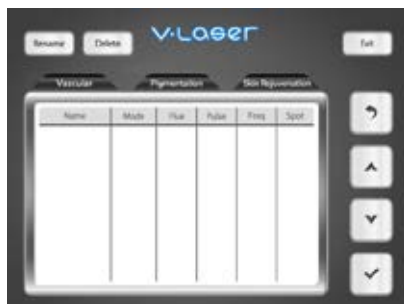 Rename Delete V-Laser Exit
Vascular Pigmentation Skin Rejuvenation
Name Mode Flue Pulse Freq Spot